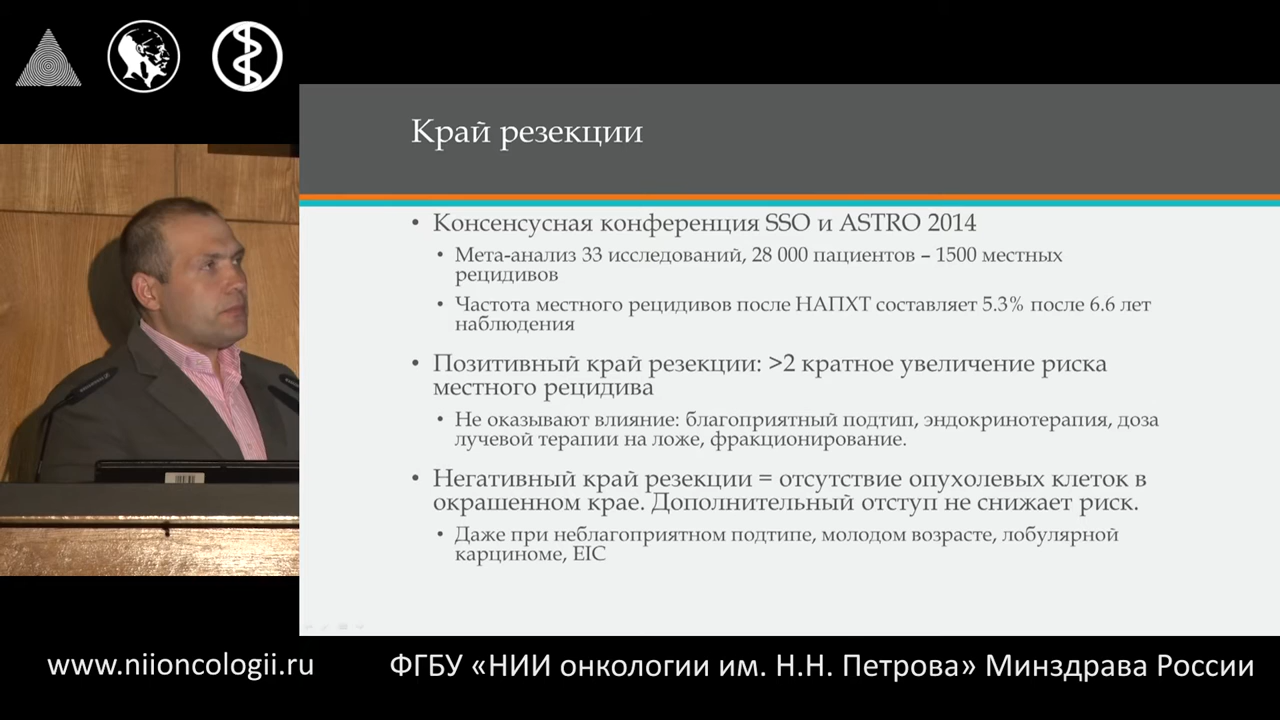 Край резекции
• Консенсусная конференция SSO и ASTRO 2014
• Мета-анализ 33 исследований, 28 000 пациентов – 1500 местных
рецидивов
• Частота местного рецидивов после НАПХТ составляет 5.3% после 6.6 лет
наблюдения
• Позитивный край резекции: >2 кратное увеличение риска
местного рецидива
• Не оказывают влияние: благоприятный подтип, эндокринотерапия, доза
лучевой терапии на ложе, фракционирование.
• Негативный край резекции = отсутствие опухолевых клеток в
окрашенном крае. Дополнительный отступ не снижает риск.
• Даже при неблагоприятном подтипе, молодом возрасте, лобулярной
карциноме, EIC
www.niioncologii.ru
ФГБУ «НИИ онкологии им. Н.Н. Петрова» Минздрава России